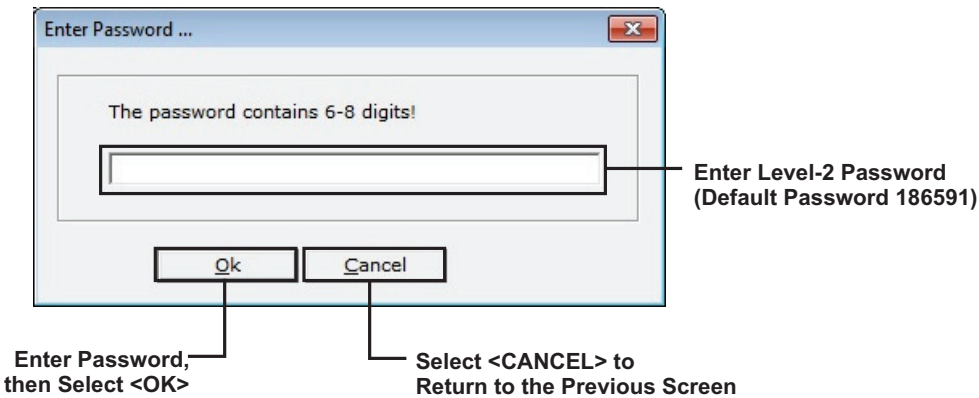 Enter Password ...
The password contains 6-8 digits!
Enter Level-2 Password
(Default Password 186591)
Ok
Cancel
Enter Password,
then Select <OK>
Select <CANCEL> to
Return to the Previous Screen